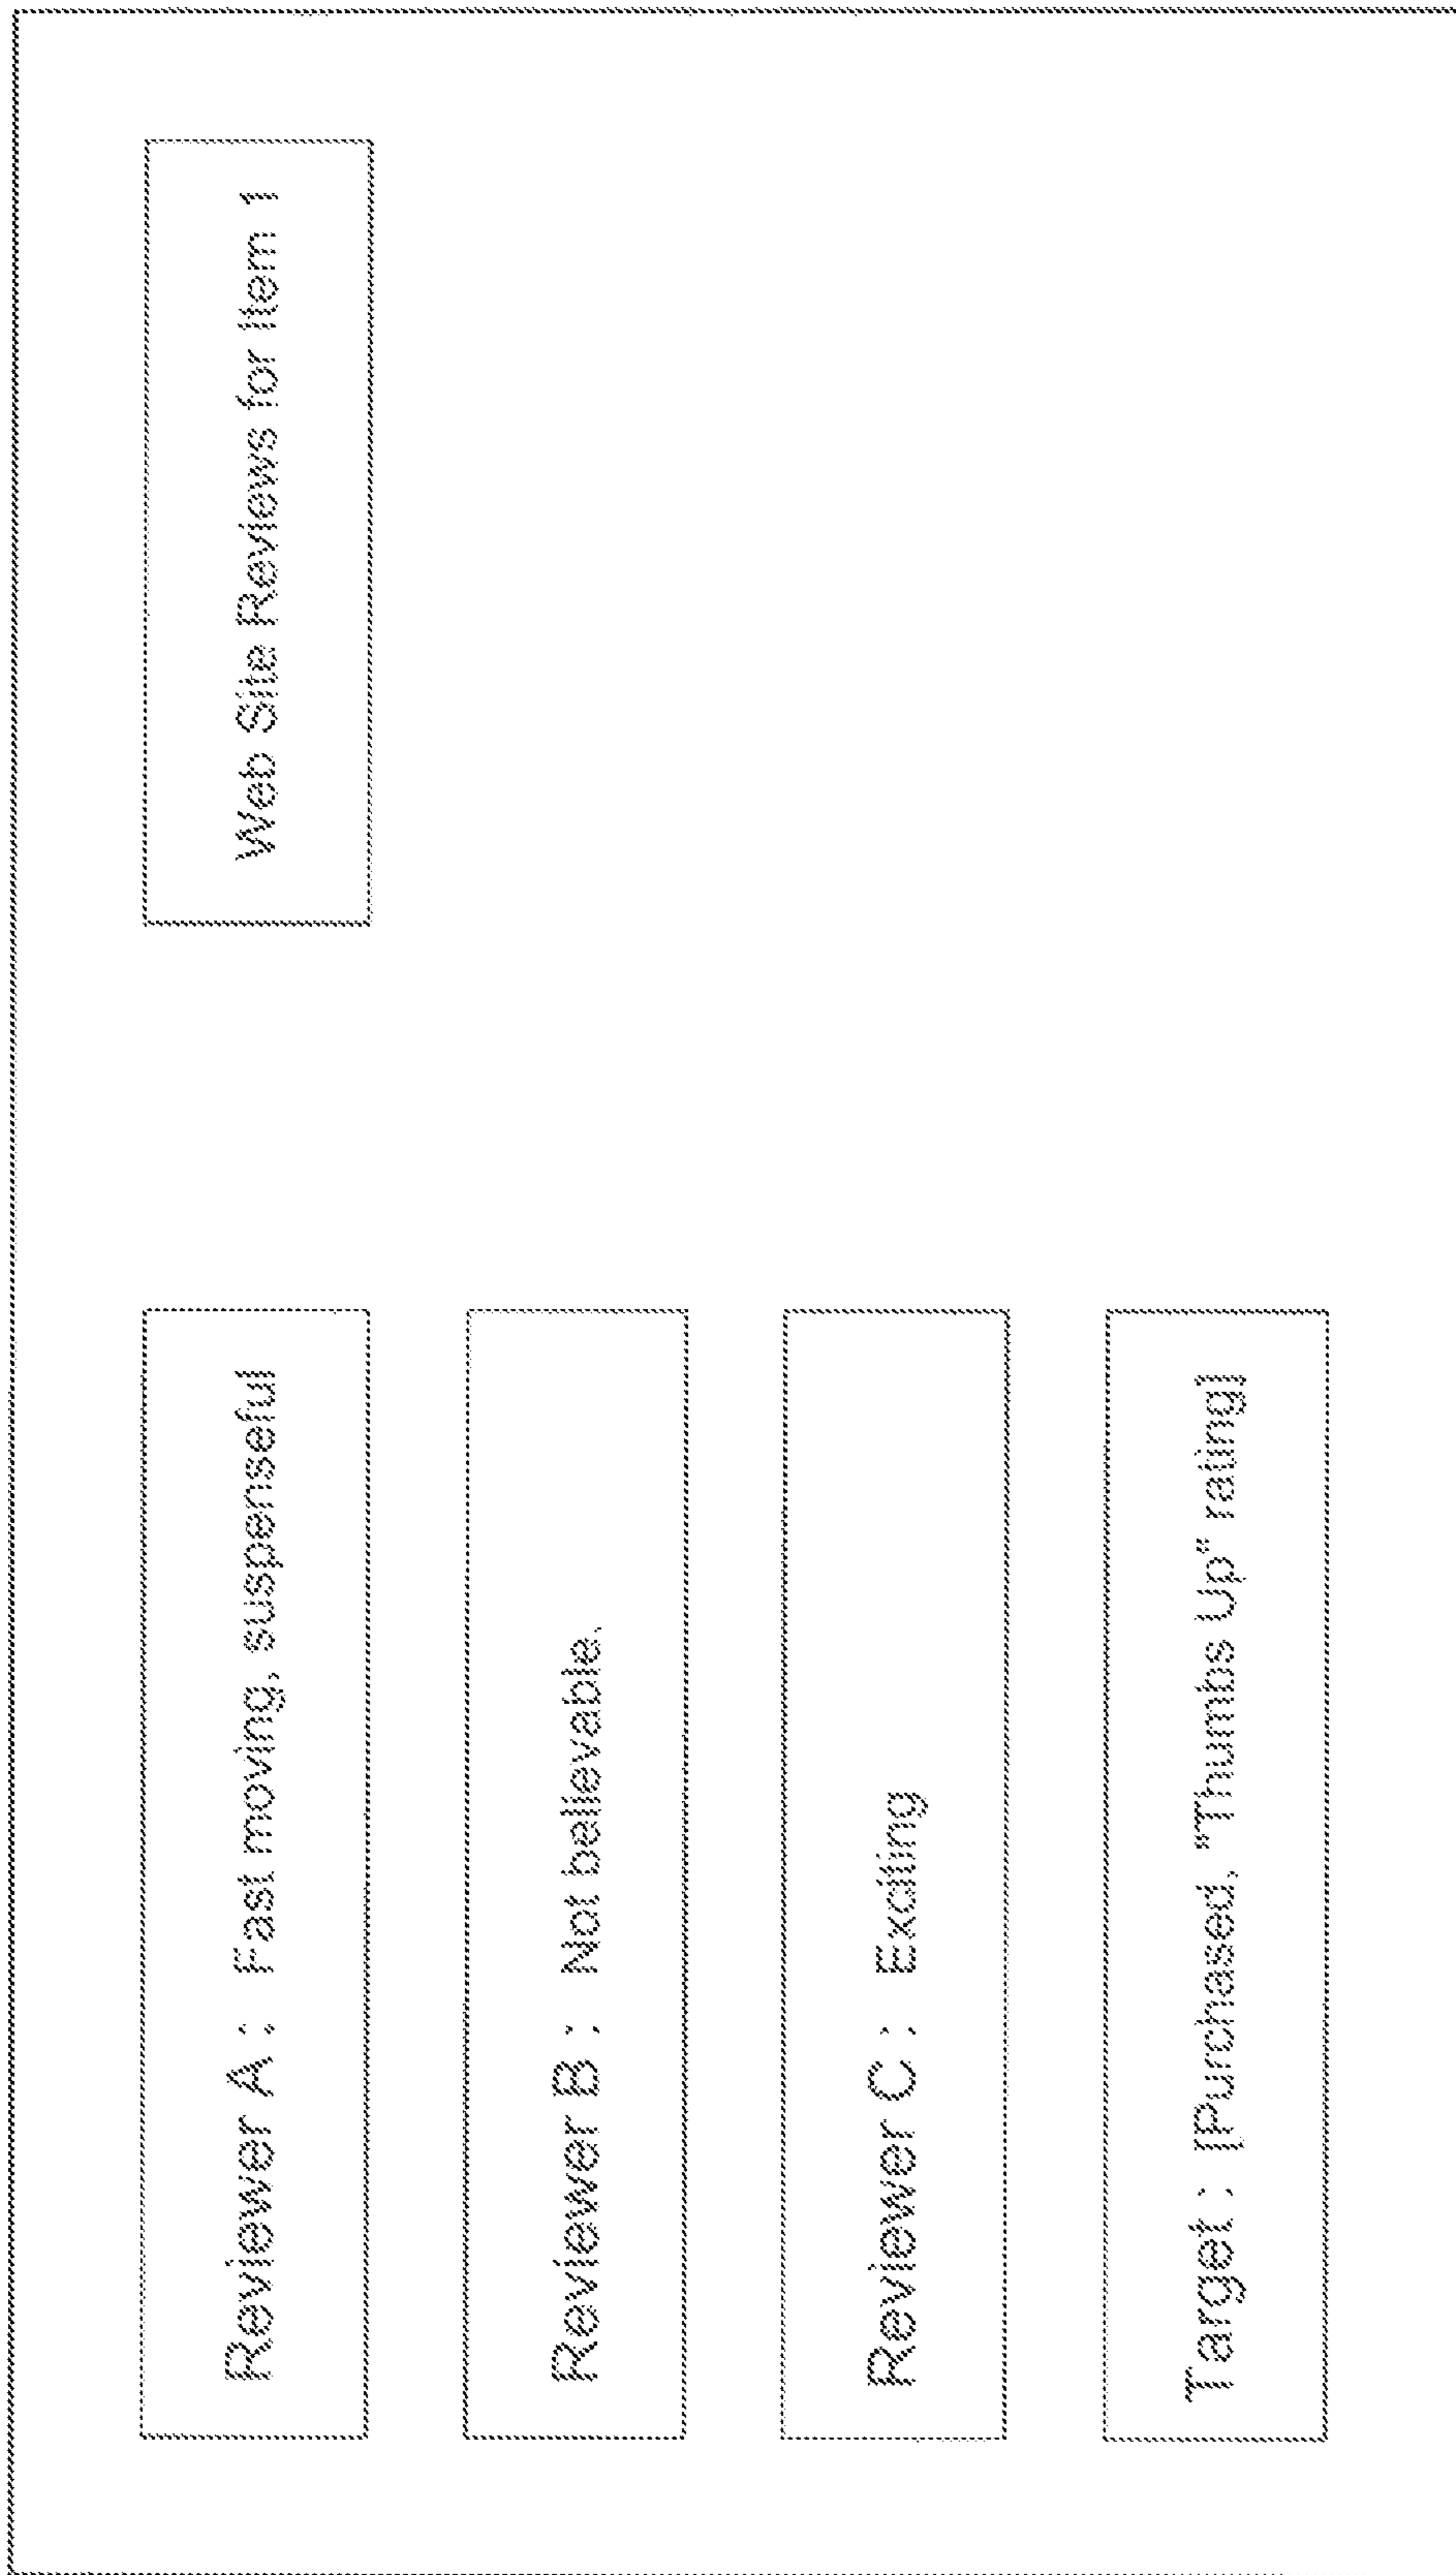 Reviewer A : Fast moving, suspenseful
Web Site Reviews for Item 1
Reviewer B : Not believable.
Reviewer C : Exciting
Target : [Purchased, "Thumbs Up" rating]